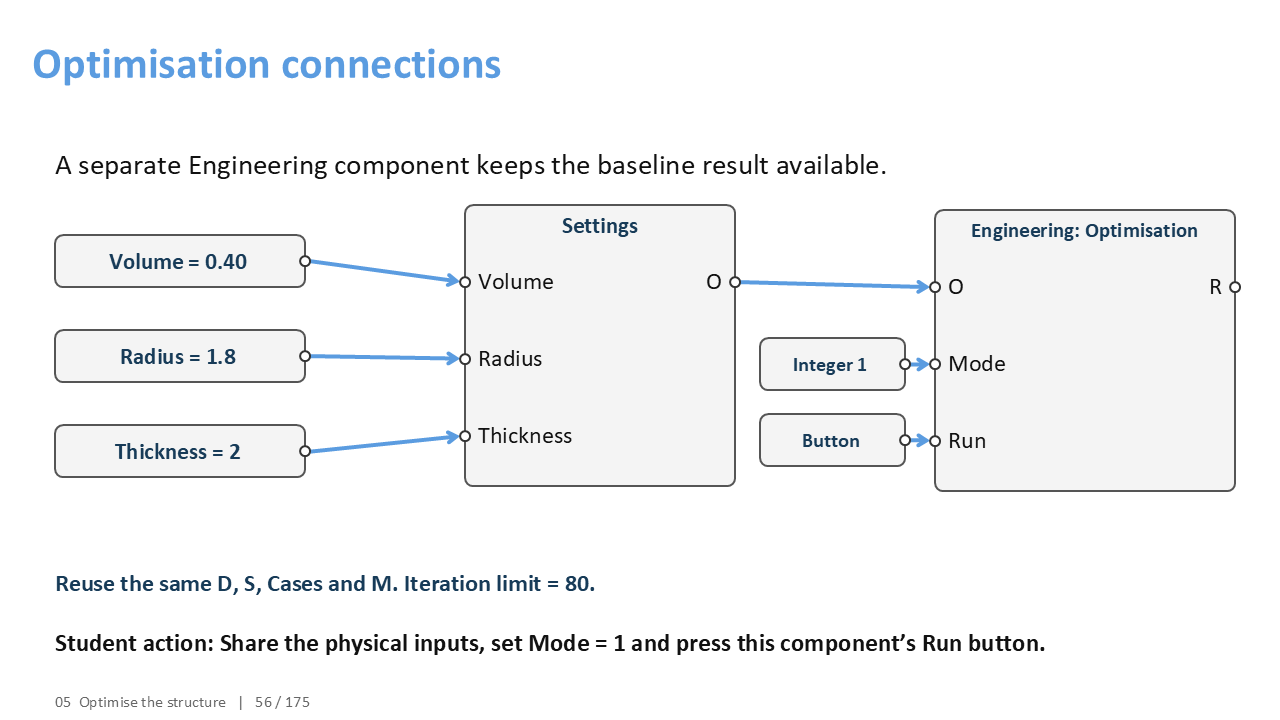 Optimisation connections
A separate Engineering component keeps the baseline result available.
Volume = 0.40
Radius = 1.8
Thickness = 2
Settings
Volume
O
Radius
Thickness
Integer 1
Button
Engineering: Optimisation
O
R
Mode
Run
Reuse the same D, S, Cases and M. Iteration limit = 80.
Student action: Share the physical inputs, set Mode = 1 and press this component’s Run button.
05 Optimise the structure | 56 / 175